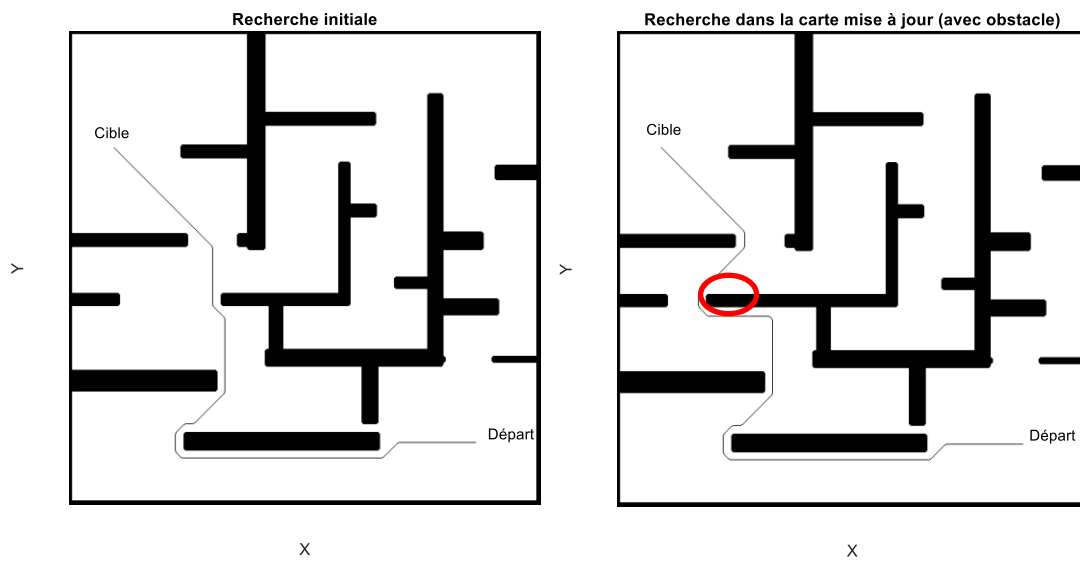 Recherche initiale
Cible
Départ
Y
X
Recherche dans la carte mise à jour (avec obstacle)
Cible
Départ
Y
X